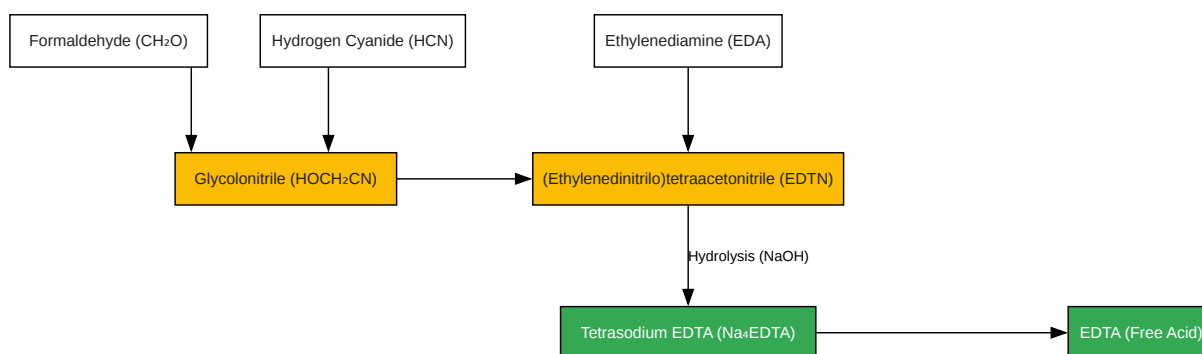 Formaldehyde (CH₂O)
Hydrogen Cyanide (HCN)
Ethylenediamine (EDA)
Glycolonitrile (HOCH₂CN)
(Ethylenedinitrilo)tetraacetonitrile (EDTN)
Hydrolysis (NaOH)
Tetrasodium EDTA (Na₄EDTA)
EDTA (Free Acid)